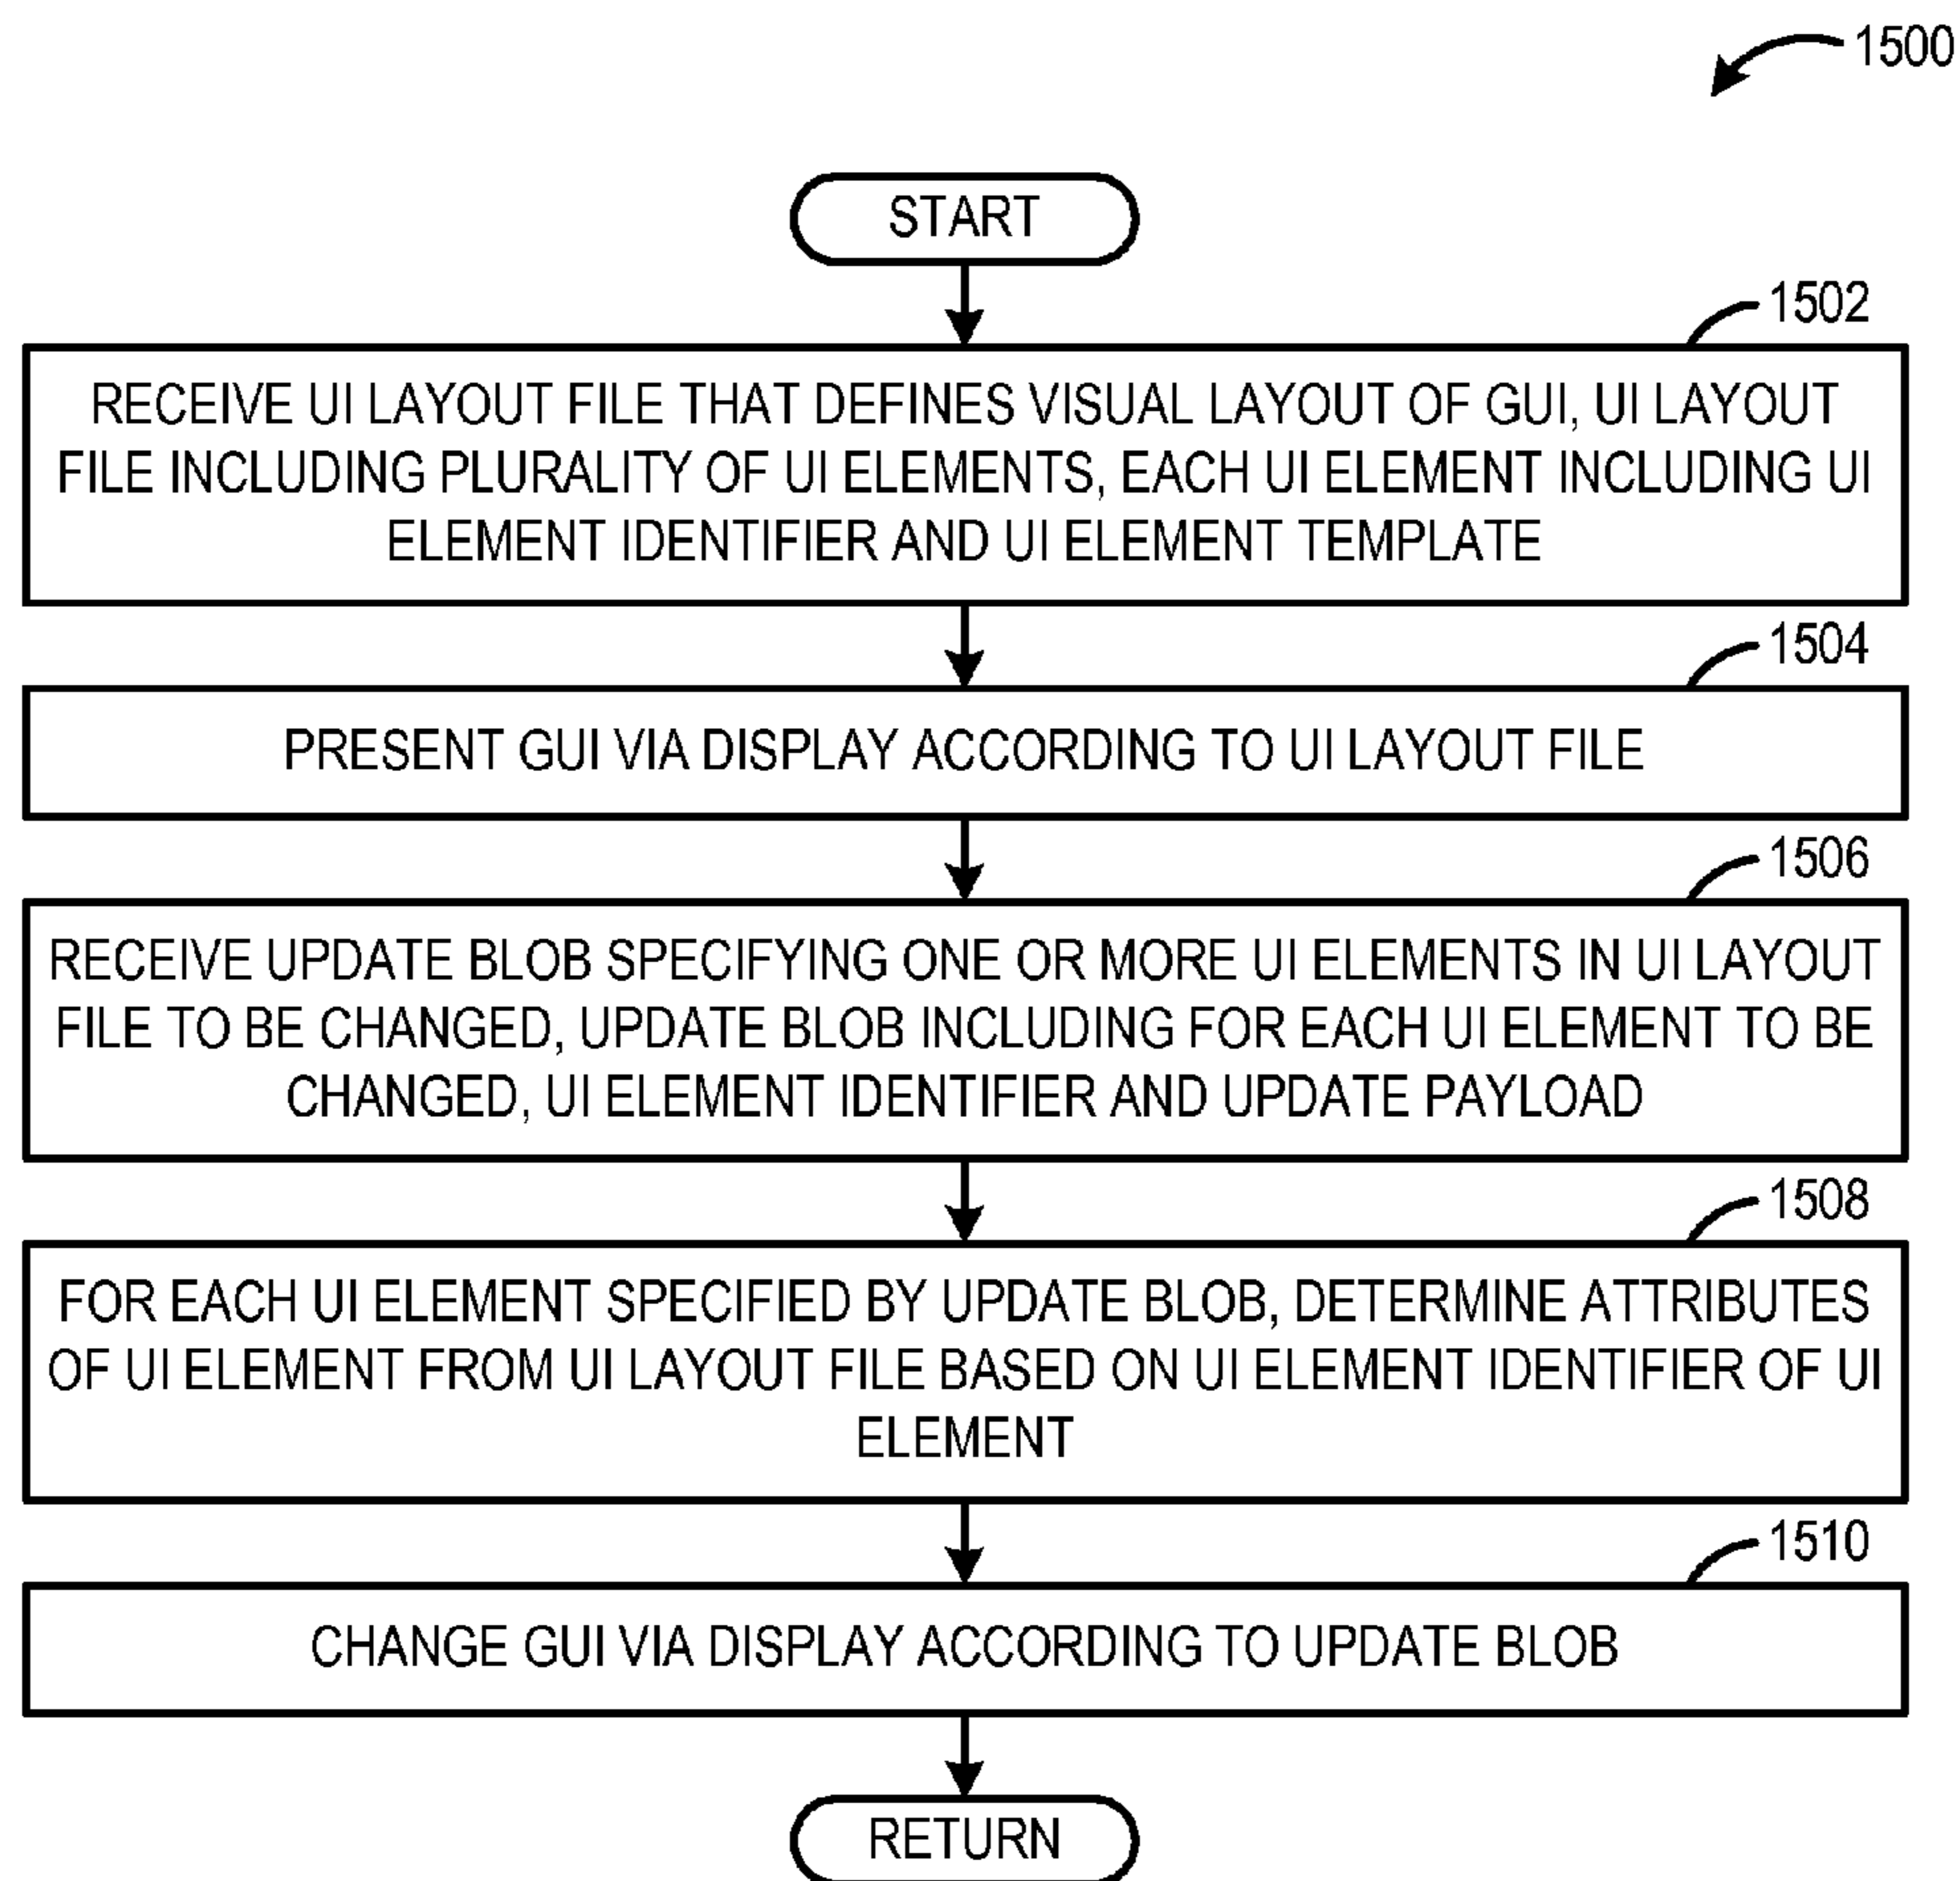 1500
START
1502
RECEIVE UI LAYOUT FILE THAT DEFINES VISUAL LAYOUT OF GUI, UI LAYOUT
FILE INCLUDING PLURALITY OF UI ELEMENTS, EACH UI ELEMENT INCLUDING UI
ELEMENT IDENTIFIER AND UI ELEMENT TEMPLATE
1504
PRESENT GUI VIA DISPLAY ACCORDING TO UI LAYOUT FILE
1506
RECEIVE UPDATE BLOB SPECIFYING ONE OR MORE UI ELEMENTS IN UI LAYOUT
FILE TO BE CHANGED, UPDATE BLOB INCLUDING FOR EACH UI ELEMENT TO BE
CHANGED, UI ELEMENT IDENTIFIER AND UPDATE PAYLOAD
1508
FOR EACH UI ELEMENT SPECIFIED BY UPDATE BLOB, DETERMINE ATTRIBUTES
OF UI ELEMENT FROM UI LAYOUT FILE BASED ON UI ELEMENT IDENTIFIER OF UI
ELEMENT
1510
CHANGE GUI VIA DISPLAY ACCORDING TO UPDATE BLOB
RETURN